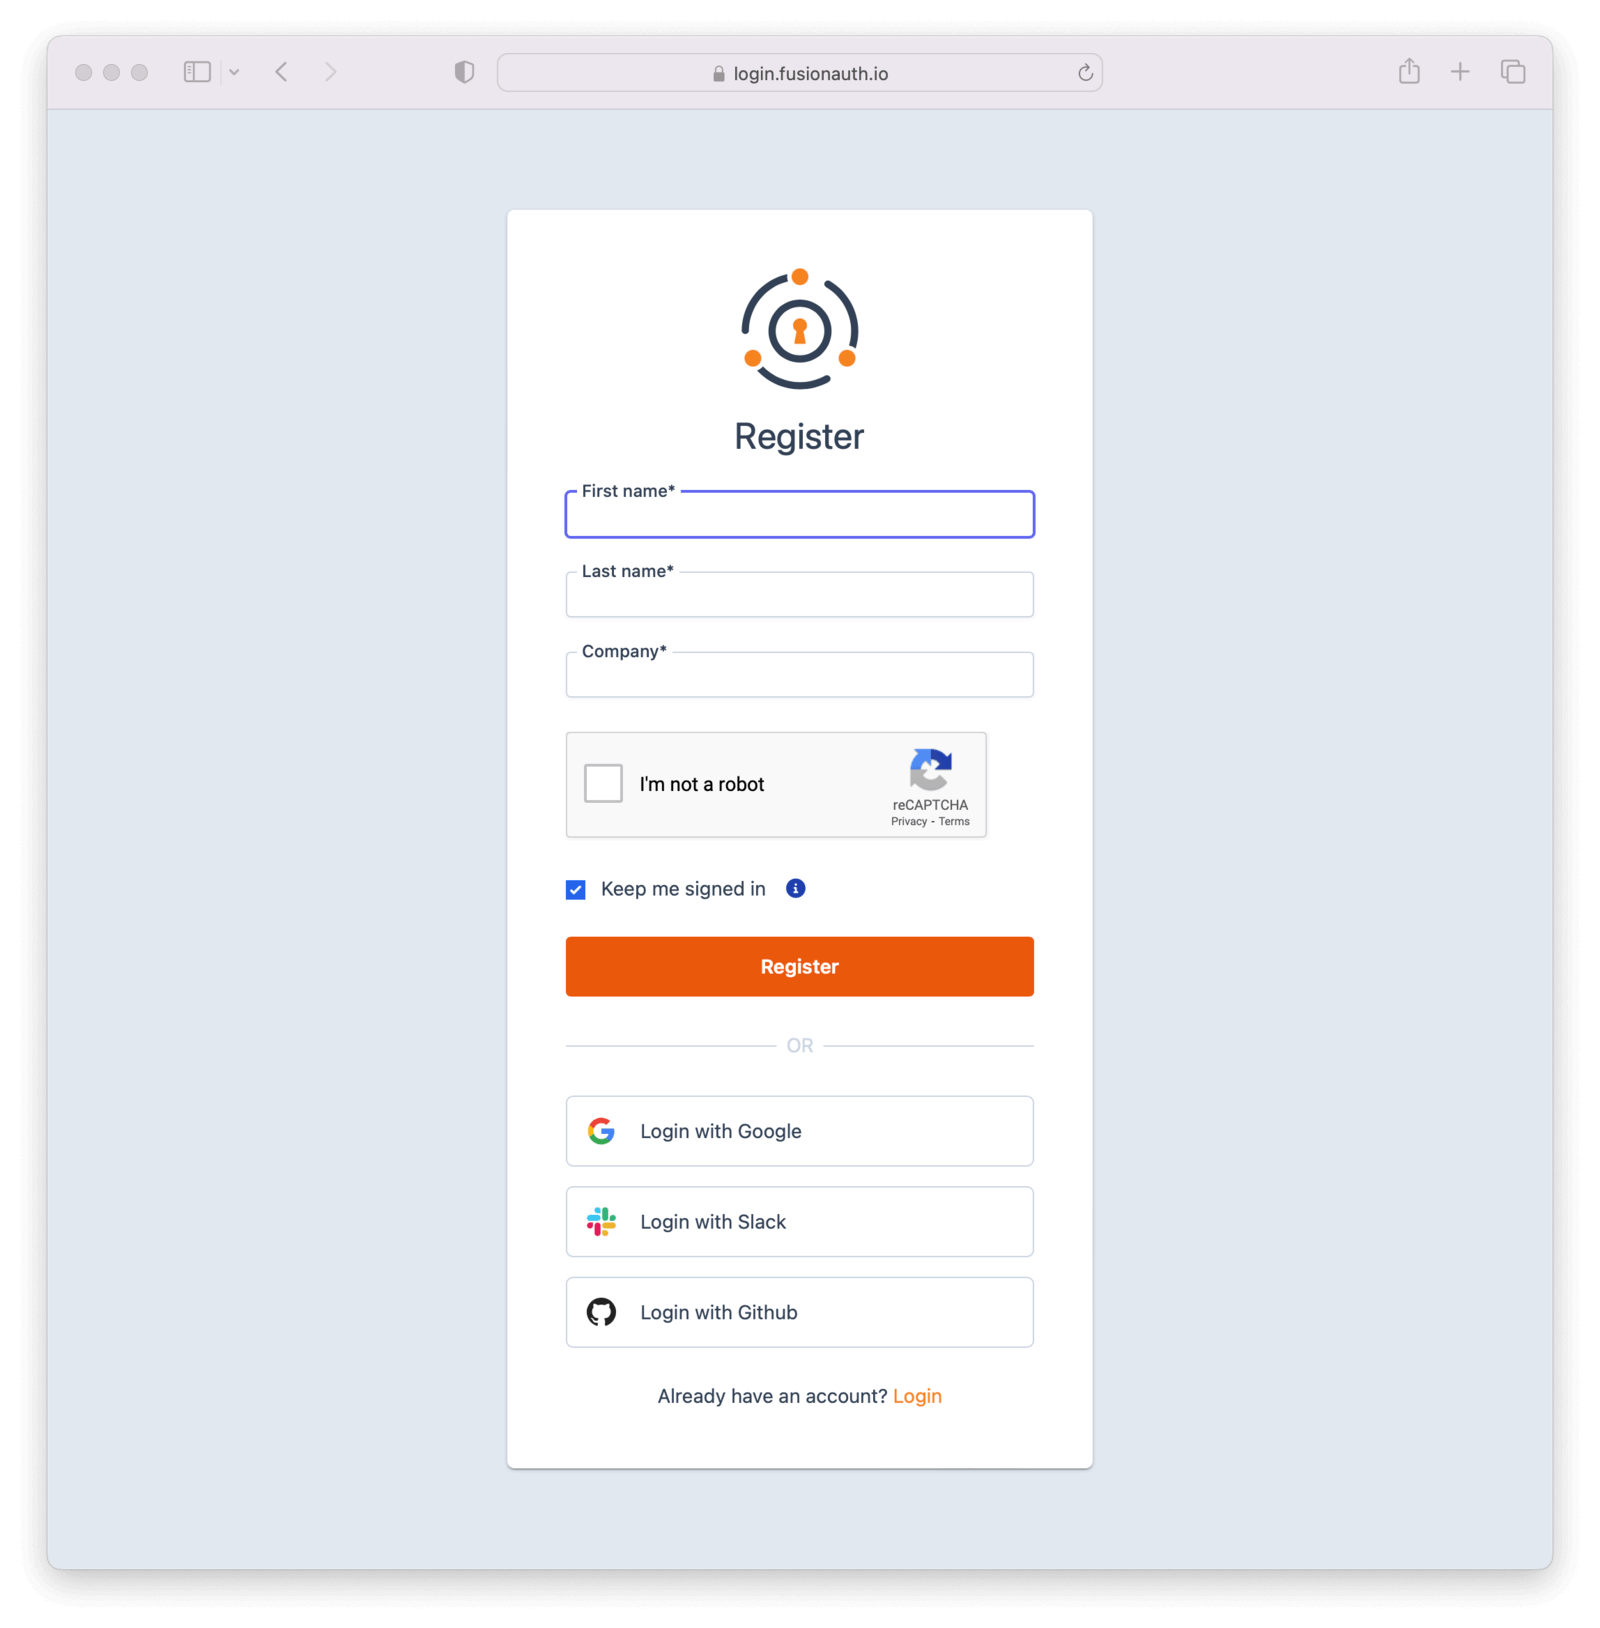 login.fusionauth.io
Register
First name*
Last name*
Company*
I'm not a robot
reCAPTCHA
Privacy - Terms
Keep me signed in
Register
OR
Login with Google
Login with Slack
Login with Github
Already have an account? Login